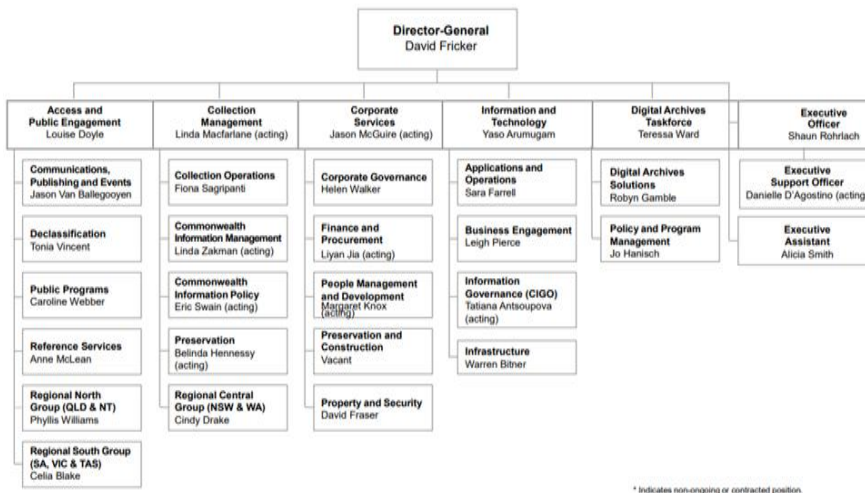 Director-General
David Fricker
Access and
Public Engagement
Louise Doyle
Collection
Management
Linda Macfarlane (acting)
Corporate
Services
Jason McGuire (acting)
Information and
Technology
Yaso Arumugam
Digital Archives
Taskforce
Teressa Ward
Executive
Officer
Shaun Rohrlach
Communications,
Publishing and Events
Jason Van Ballegooyen
Declassification
Tonia Vincent
Public Programs
Caroline Webber
Reference Services
Anne McLean
Regional North
Group (QLD & NT)
Phyllis Williams
Regional South Group
(SA, VIC & TAS)
Celia Blake
Collection Operations
Fiona Sagripanti
Commonwealth
Information Management
Linda Zakman (acting)
Commonwealth
Information Policy
Eric Swain (acting)
Preservation
Belinda Hennessy
(acting)
Regional Central
Group (NSW & WA)
Cindy Drake
Corporate Governance
Helen Walker
Finance and
Procurement
Liyan Jia (acting)
People Management
and Development
Margaret Knox
(acting)
Preservation and
Construction
Vacant
Property and Security
David Fraser
Applications and
Operations
Sara Farrell
Business Engagement
Leigh Pierce
Information
Governance (CIGO)
Tatiana Antsoupova
(acting)
Infrastructure
Warren Bitner
Digital Archives
Solutions
Robyn Gamble
Policy and Program
Management
Jo Hanisch
Executive
Support Officer
Danielle D'Agostino (acting)
Executive
Assistant
Alicia Smith
* Indicates non-ongoing or contracted position.